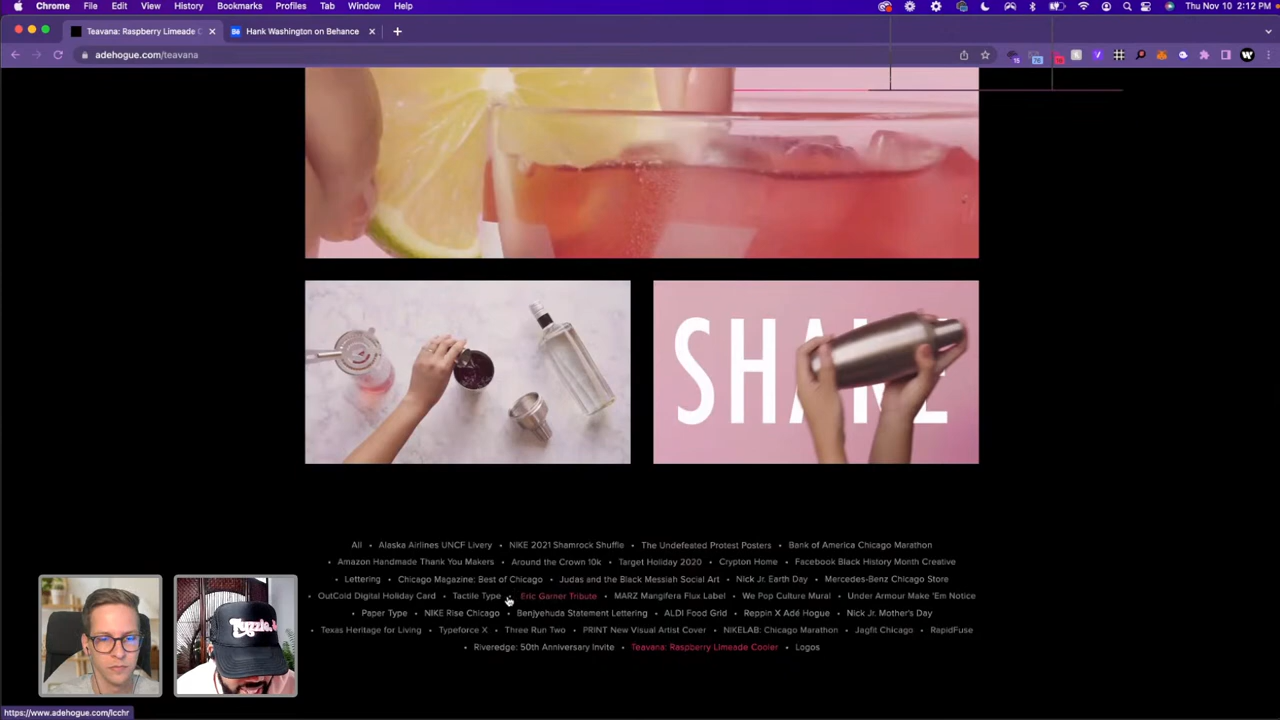 Chrome File Edit View History Bookmarks Profiles Tab Window Help Thu Nov 10 2:12 PM
Teavana: Raspberry Limeade C Hank Washington on Behance
adehogue.com/teavana
SHAKE
All • Alaska Airlines UNCF Livery • NIKE 2021 Shamrock Shuffle • The Undefeated Protest Posters • Bank of America Chicago Marathon
• Amazon Handmade Thank You Makers • Around the Crown 10k • Target Holiday 2020 • Crypton Home • Facebook Black History Month Creative
• Lettering • Chicago Magazine: Best of Chicago • Judas and the Black Messiah Social Art • Nick Jr. Earth Day • Mercedes-Benz Chicago Store
• OutCold Digital Holiday Card • Tactile Type • Eric Garner Tribute • MARZ Mangifera Flux Label • We Pop Culture Mural • Under Armour Make 'Em Notice
• Paper Type • NIKE Rise Chicago • Benjyehuda Statement Lettering • ALDI Food Grid • Reppin X Adé Hogue • Nick Jr. Mother's Day
• Texas Heritage for Living • Typeforce X • Three Run Two • PRINT New Visual Artist Cover • NIKELAB: Chicago Marathon • Jagfit Chicago • RapidFuse
• Riveredge: 50th Anniversary Invite • Teavana: Raspberry Limeade Cooler • Logos
https://www.adehogue.com/lcchr